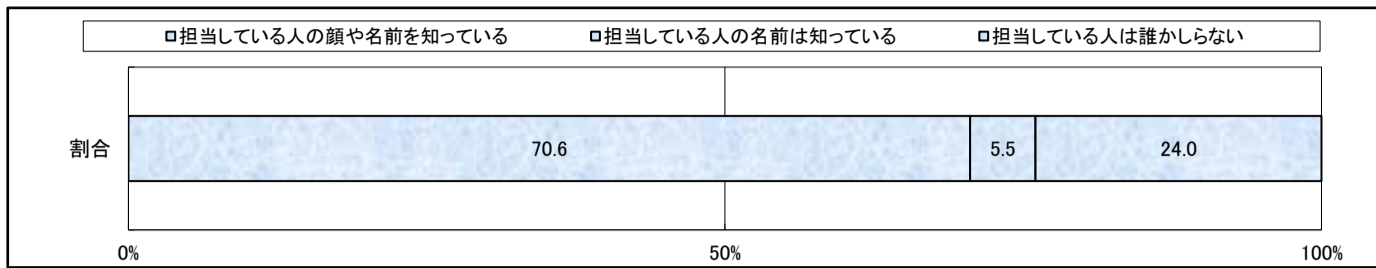 担当している人の顔や名前を知っている 担当している人の名前は知っている 担当している人は誰かしらない
割合 70.6 5.5 24.0
0% 50% 100%